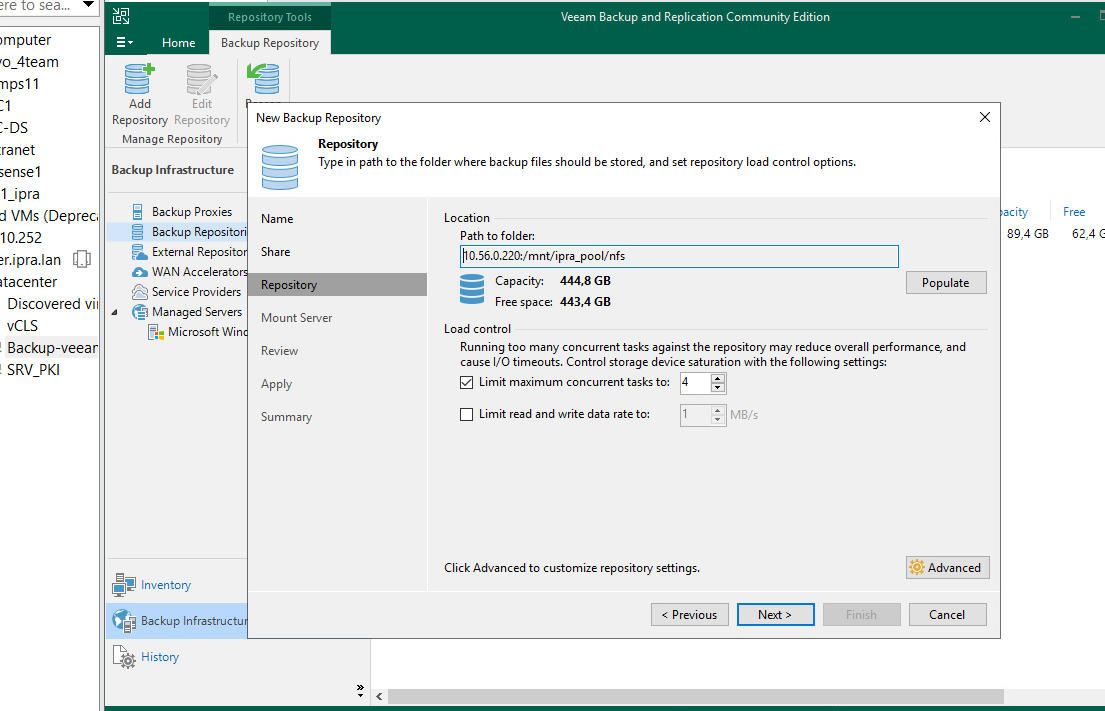 ere to sea...
Repository Tools
Veeam Backup and Replication Community Edition
Home
Backup Repository
Add
Repository
Edit
Repository
Manage Repository
omputer
vo_4team
mps11
C1
C-DS
tranet
sense1
1_ipra
d VMs (Depreca
10.252
er.ipra.lan
atacenter
Discovered vi
vCLS
Backup-veear
SRV_PKI
Backup Infrastructure
Backup Proxies
Backup Repositori
External Repositor
WAN Accelerators
Service Providers
Managed Servers
Microsoft Wind
Inventory
Backup Infrastructur
History
New Backup Repository
Repository
Type in path to the folder where backup files should be stored, and set repository load control options.
Name
Share
Repository
Mount Server
Review
Apply
Summary
Location
Path to folder:
10.56.0.220:/mnt/ipra_pool/nfs
Capacity: 444,8 GB
Free space: 443,4 GB
Populate
Load control
Running too many concurrent tasks against the repository may reduce overall performance, and
cause I/O timeouts. Control storage device saturation with the following settings:
Limit maximum concurrent tasks to: 4
Limit read and write data rate to: 1 MB/s
Click Advanced to customize repository settings.
Advanced
< Previous
Next >
Finish
Cancel
pacity
Free
89,4 GB
62,4 G